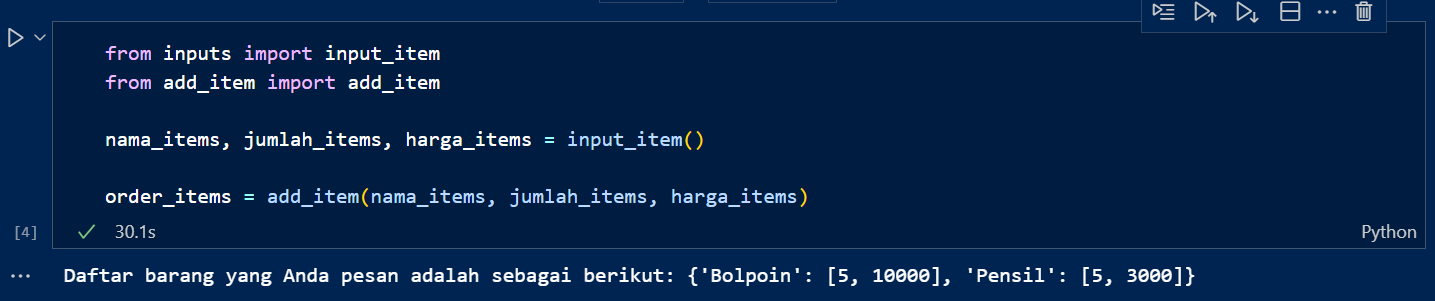 from inputs import input_item
from add_item import add_item
nama_items, jumlah_items, harga_items = input_item()
order_items = add_item(nama_items, jumlah_items, harga_items)
[4] 30.1s Python
Daftar barang yang Anda pesan adalah sebagai berikut: {'Bolpoin': [5, 10000], 'Pensil': [5, 3000]}